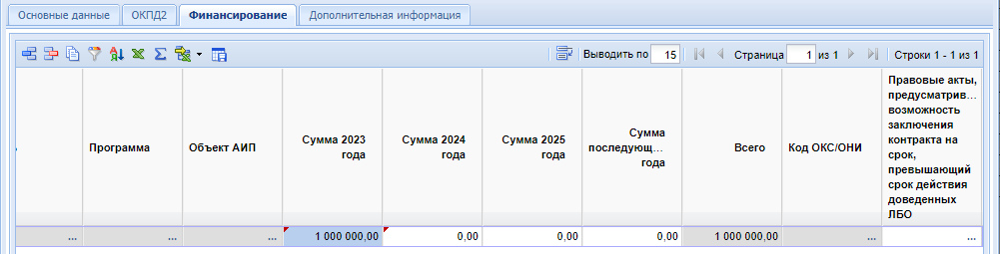 Основные данные ОКПД2 Финансирование Дополнительная информация
Выводить по 15 Страница 1 из 1 Строки 1 - 1 из 1
Программа
Объект АИП
Сумма 2023
года
Сумма 2024
года
Сумма 2025
года
Сумма
последующ...
года
Всего
Код ОКС/ОНИ
Правовые акты,
предусматрив...
возможность
заключения
контракта на
срок,
превышающий
срок действия
доведенных
ЛБО
... ... ... 1 000 000,00 0,00 0,00 0,00 1 000 000,00 ... ...